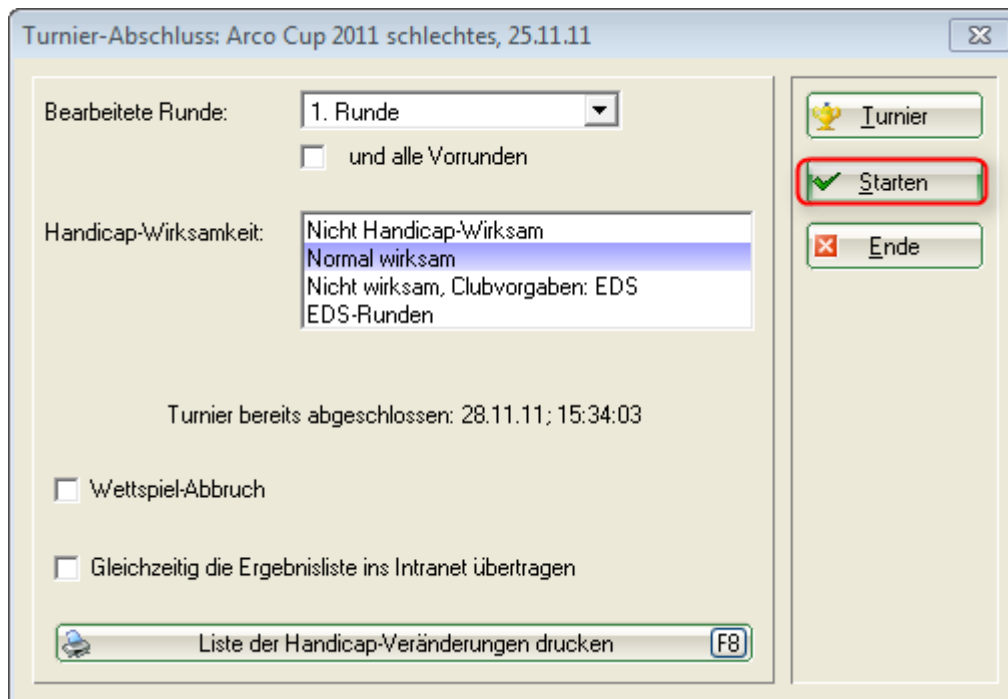 Turnier-Abschluss: Arco Cup 2011 schlechtes, 25.11.11
Bearbeitete Runde:
1. Runde
und alle Vorrunden
Handicap-Wirksamkeit:
Nicht Handicap-Wirksam
Normal wirksam
Nicht wirksam, Clubvorgaben: EDS
EDS-Runden
Turnier bereits abgeschlossen: 28.11.11; 15:34:03
Wettspiel-Abbruch
Gleichzeitig die Ergebnisliste ins Intranet übertragen
Liste der Handicap-Veränderungen drucken F8
Turnier
Starten
Ende